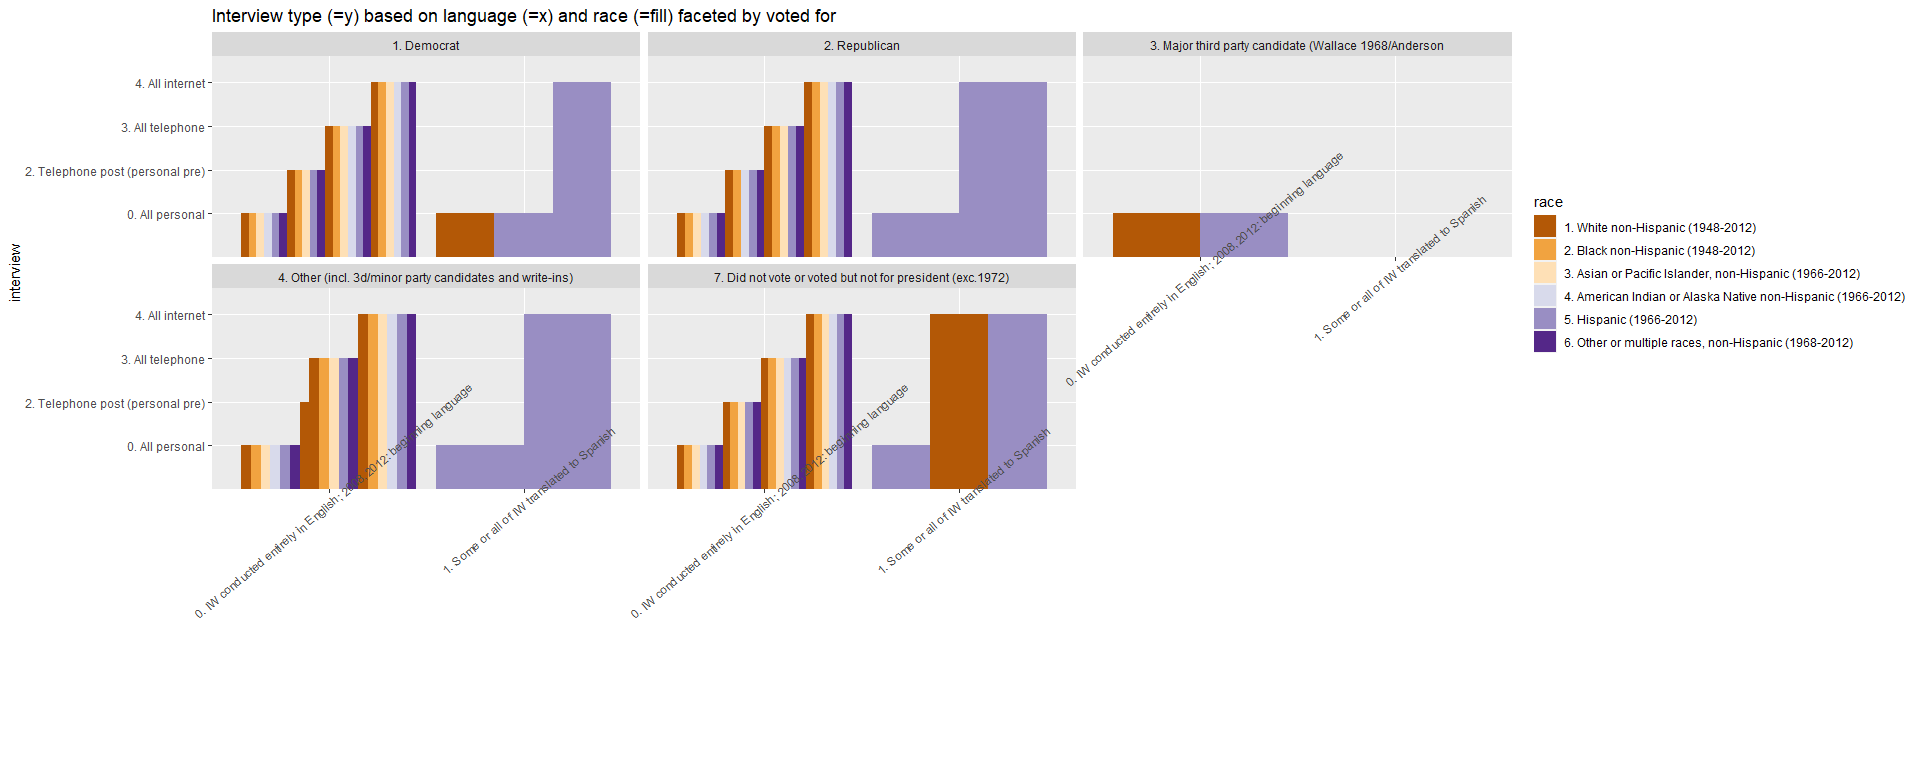 Interview type (=y) based on language (=x) and race (=fill) faceted by voted for
1. Democrat
2. Republican
3. Major third party candidate (Wallace 1968/Anderson
4. All internet
3. All telephone
2. Telephone post (personal pre)
0. All personal
interview
0. IW conducted entirely in English; 2008,2012: beginning language
1. Some or all of IW translated to Spanish
4. Other (incl. 3d/minor party candidates and write-ins)
7. Did not vote or voted but not for president (exc.1972)
4. All internet
3. All telephone
2. Telephone post (personal pre)
0. All personal
0. IW conducted entirely in English; 2008,2012: beginning language
1. Some or all of IW translated to Spanish
0. IW conducted entirely in English; 2008,2012: beginning language
1. Some or all of IW translated to Spanish
race
1. White non-Hispanic (1948-2012)
2. Black non-Hispanic (1948-2012)
3. Asian or Pacific Islander, non-Hispanic (1966-2012)
4. American Indian or Alaska Native non-Hispanic (1966-2012)
5. Hispanic (1966-2012)
6. Other or multiple races, non-Hispanic (1968-2012)